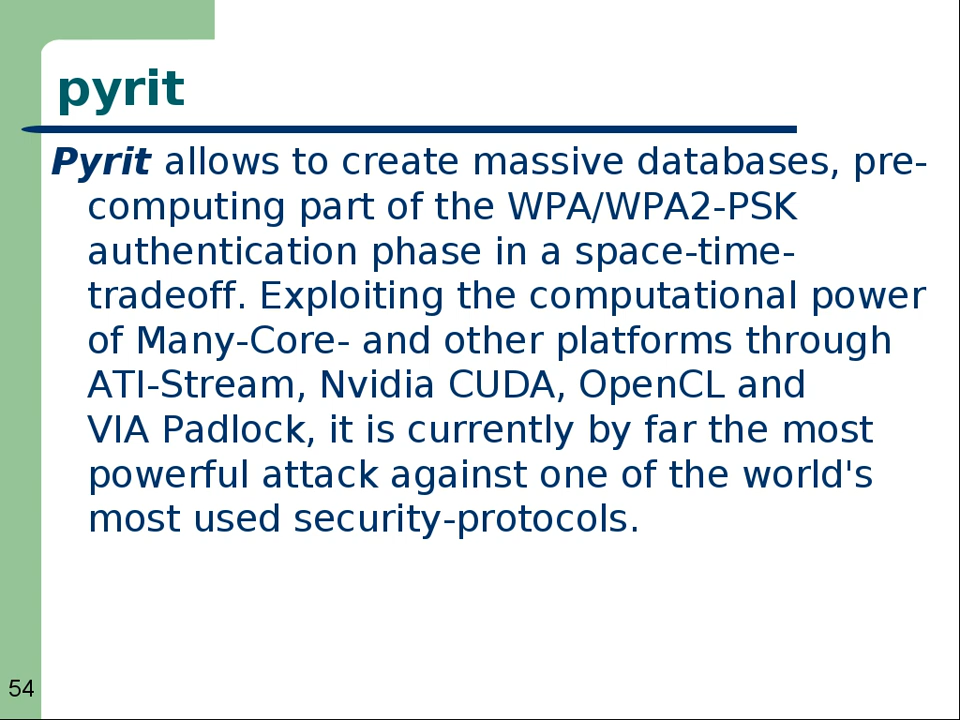 pyrit
Pyrit allows to create massive databases, pre-
computing part of the WPA/WPA2-PSK
authentication phase in a space-time-
tradeoff. Exploiting the computational power
of Many-Core- and other platforms through
ATI-Stream, Nvidia CUDA, OpenCL and
VIA Padlock, it is currently by far the most
powerful attack against one of the world's
most used security-protocols.
54